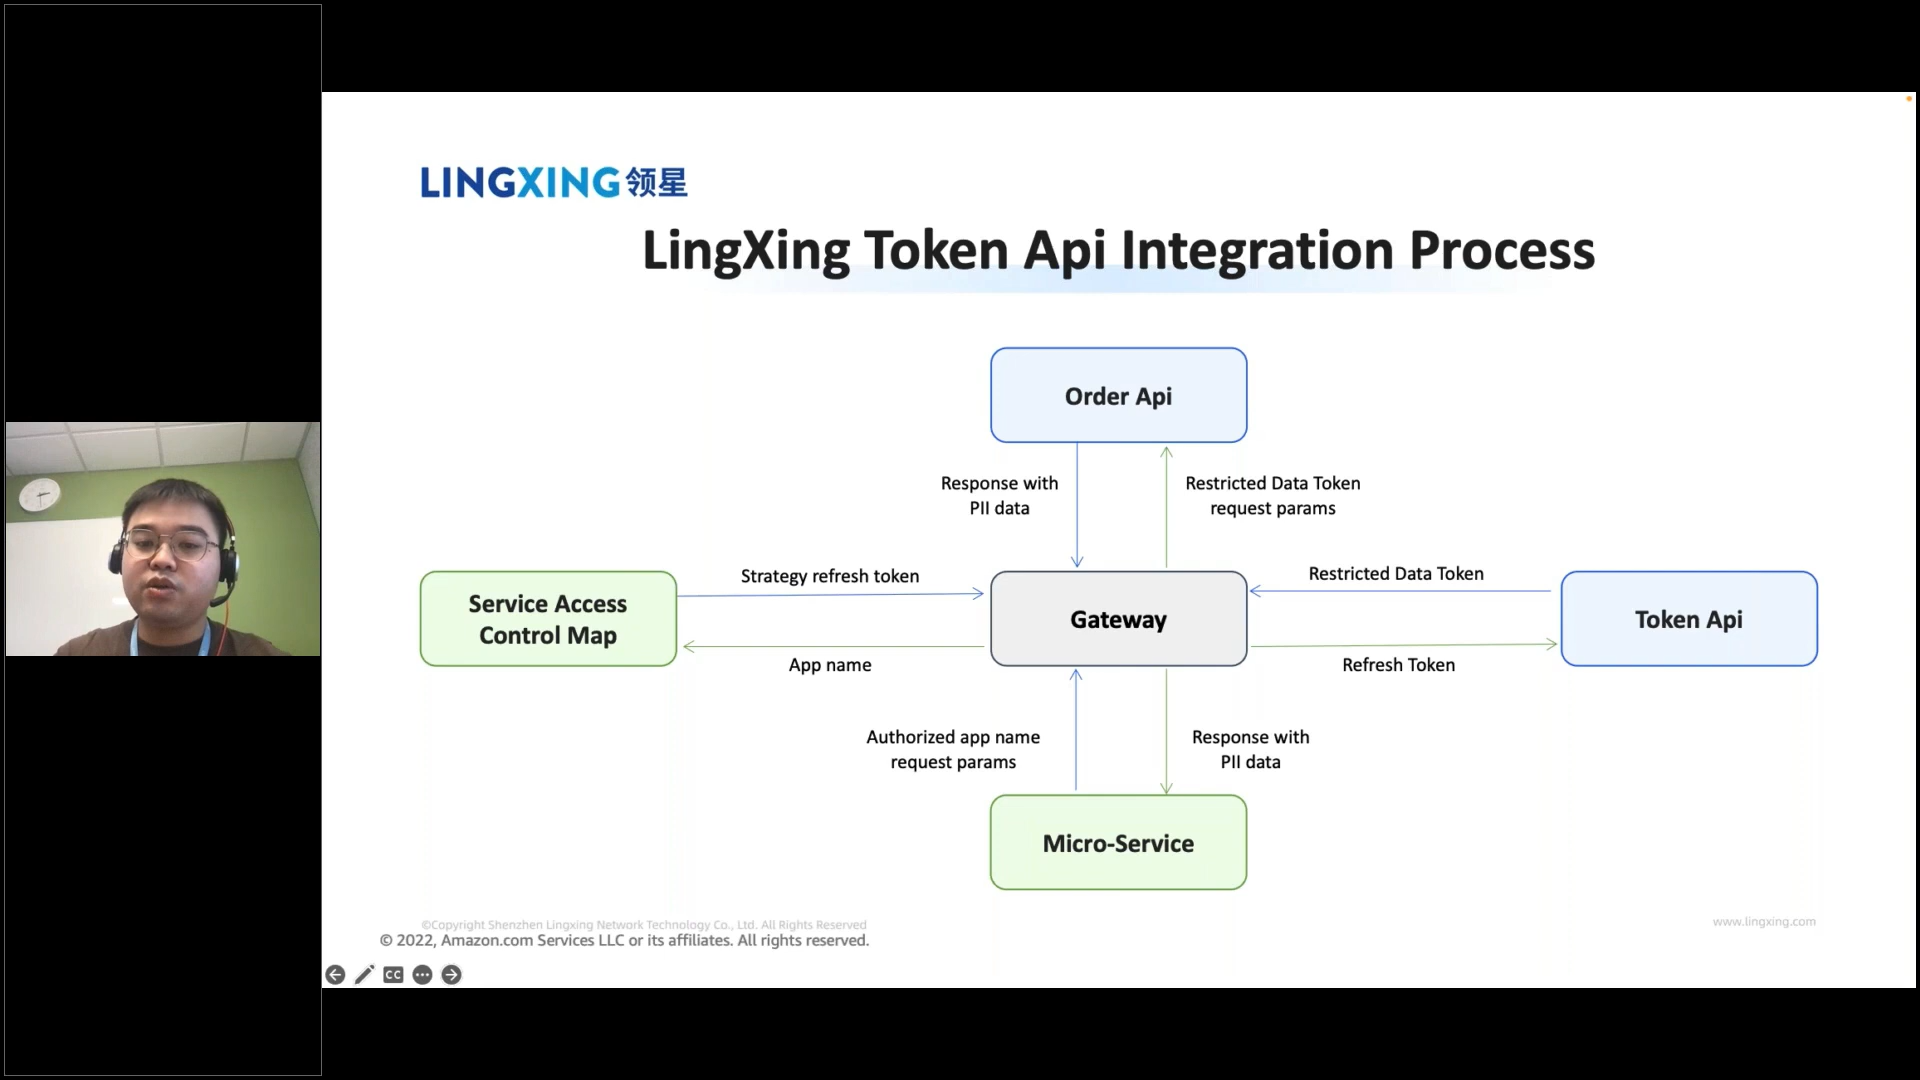 LINGXING领星
LingXing Token Api Integration Process
Order Api
Response with
PII data
Restricted Data Token
request params
Strategy refresh token
Restricted Data Token
Service Access
Control Map
Gateway
Token Api
App name
Refresh Token
Authorized app name
request params
Response with
PII data
Micro-Service
©Copyright Shenzhen Lingxing Network Technology Co., Ltd. All Rights Reserved
www.lingxing.com
© 2022, Amazon.com Services LLC or its affiliates. All rights reserved.
CC